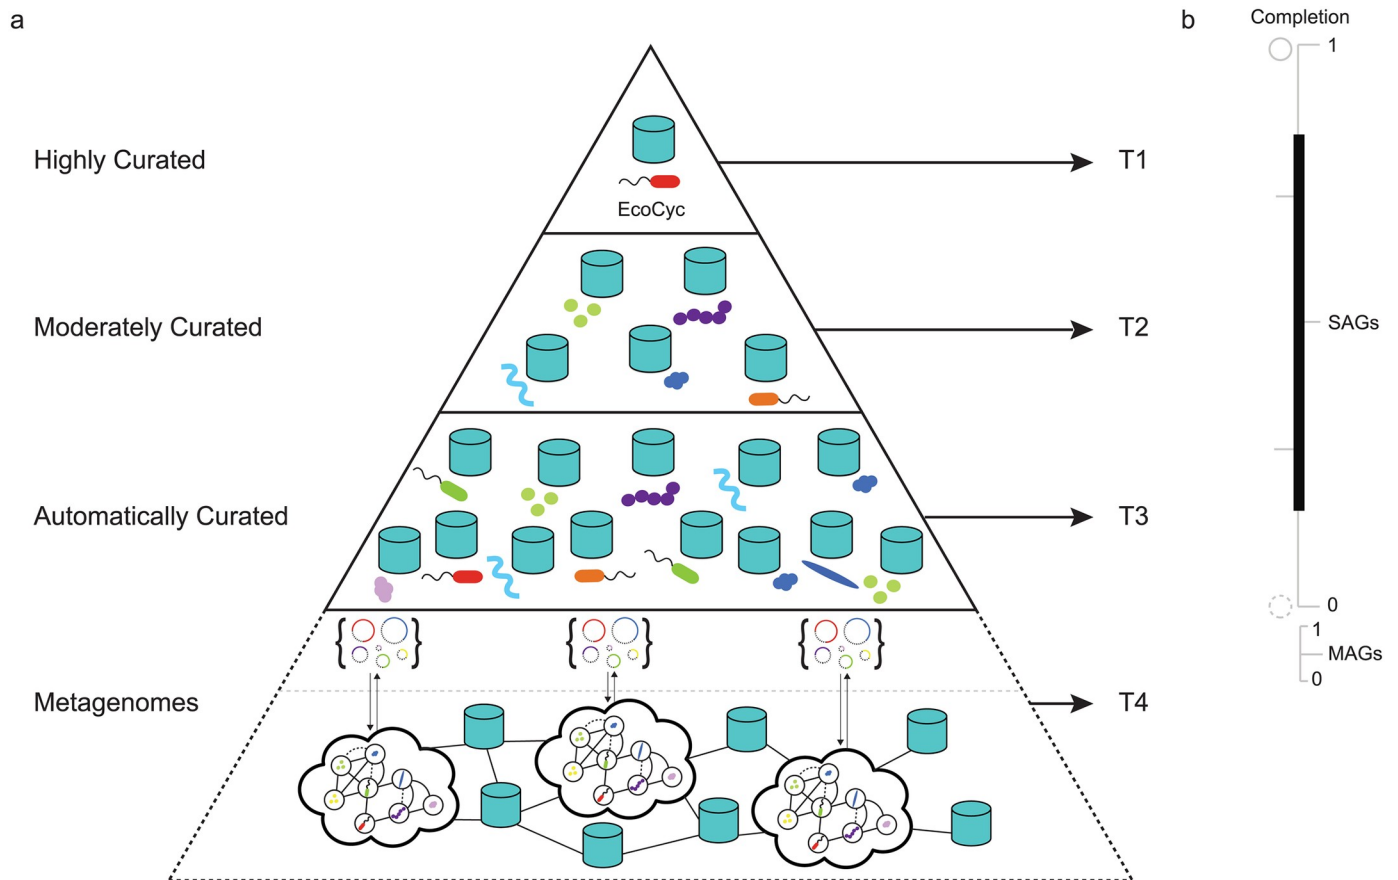 a
Highly Curated
EcoCyc
T1
Moderately Curated
T2
Automatically Curated
T3
Metagenomes
T4
b
Completion
1
SAGs
0
1
MAGs
0